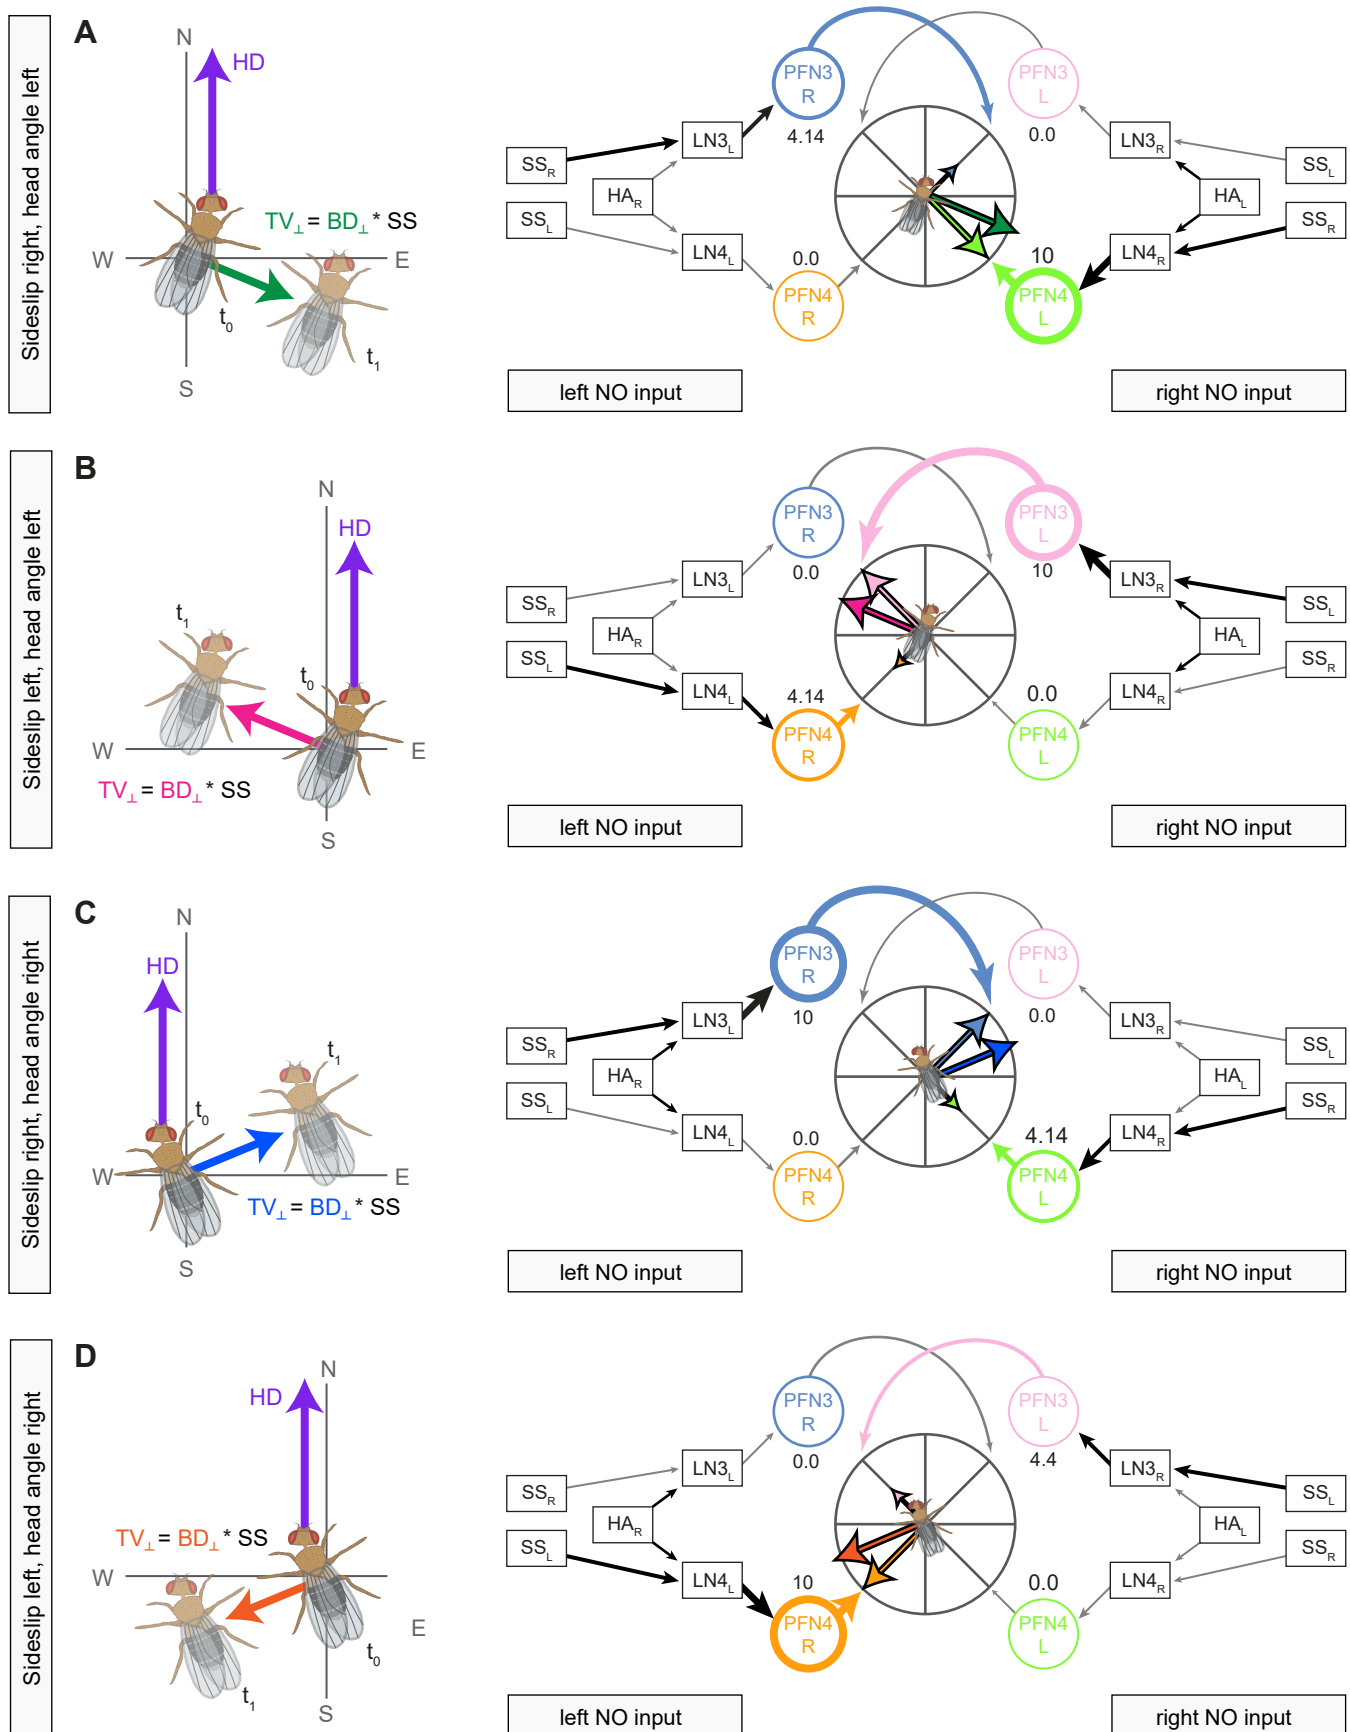 Sideslip right, head angle left
A
N
HD
W
E
S
TV⊥ = BD⊥ * SS
t0
t1
PFN3
R
4.14
PFN3
L
0.0
SSR
SSL
HAR
LN3L
LN4L
LN3R
LN4R
HAL
SSL
SSR
0.0
PFN4
R
10
PFN4
L
left NO input
right NO input
Sideslip left, head angle left
B
N
HD
t1
t0
W
E
TV⊥ = BD⊥ * SS
S
PFN3
R
0.0
PFN3
L
10
SSR
SSL
HAR
LN3L
LN4L
LN3R
LN4R
HAL
SSL
SSR
4.14
PFN4
R
0.0
PFN4
L
left NO input
right NO input
Sideslip right, head angle right
C
N
HD
t1
t0
W
E
TV⊥ = BD⊥ * SS
S
PFN3
R
10
PFN3
L
0.0
SSR
SSL
HAR
LN3L
LN4L
LN3R
LN4R
HAL
SSL
SSR
0.0
PFN4
R
4.14
PFN4
L
left NO input
right NO input
Sideslip left, head angle right
D
N
HD
TV⊥ = BD⊥ * SS
W
E
t0
t1
S
PFN3
R
0.0
PFN3
L
4.4
SSR
SSL
HAR
LN3L
LN4L
LN3R
LN4R
HAL
SSL
SSR
10
PFN4
R
0.0
PFN4
L
left NO input
right NO input